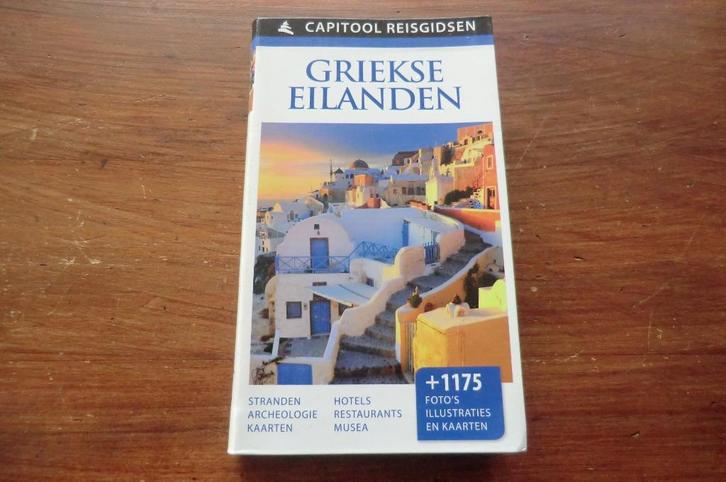 CAPITOOL REISGIDSEN
GRIEKSE
EILANDEN
STRANDEN
ARCHEOLOGIE
KAARTEN
HOTELS
RESTAURANTS
MUSEA
+1175
FOTO'S
ILLUSTRATIES
EN KAARTEN